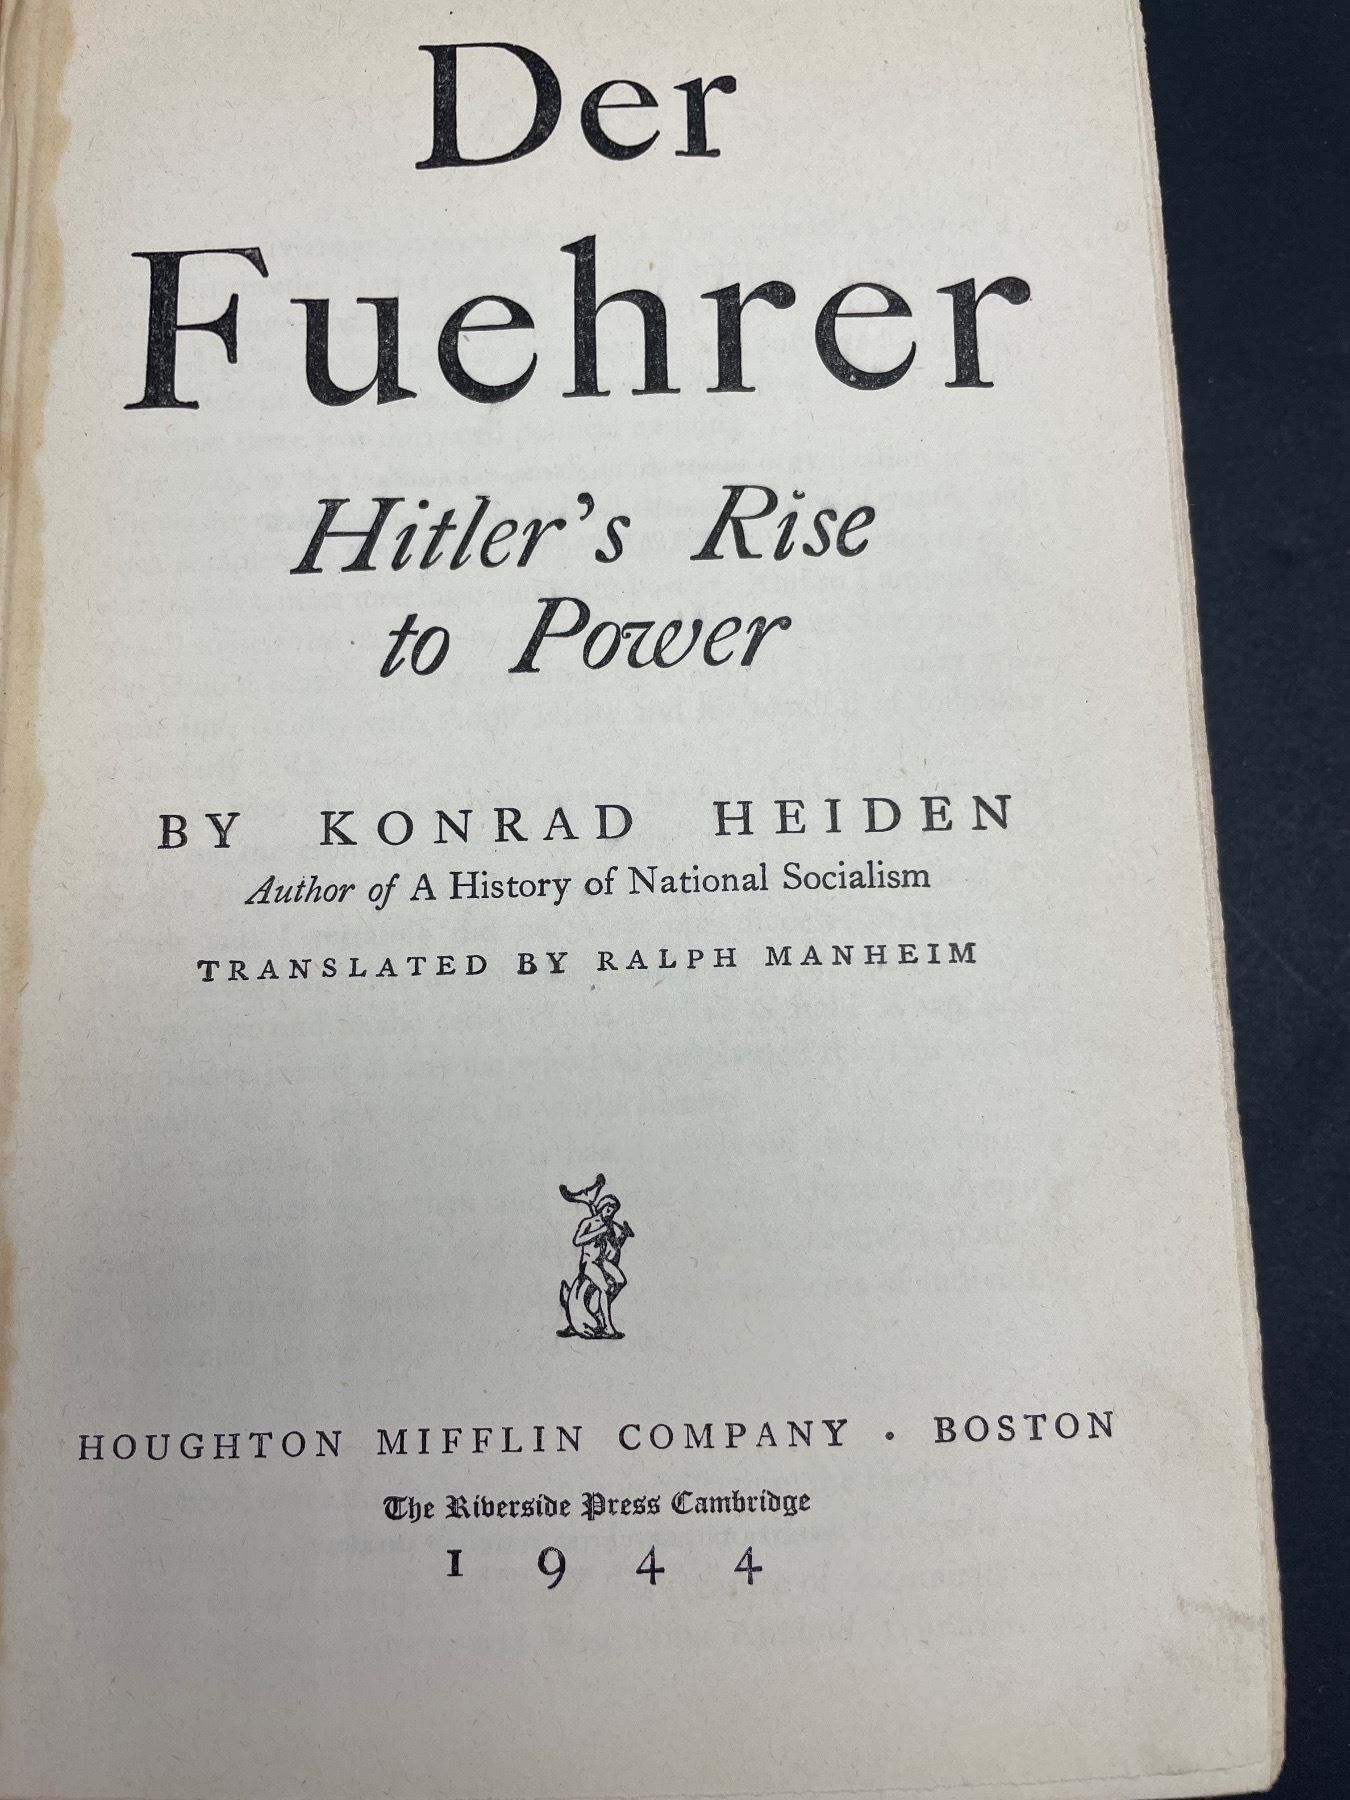 Der
Fuehrer
Hitler's Rise
to Power
BY KONRAD HEIDEN
Author of A History of National Socialism
TRANSLATED BY RALPH MANHEIM
HOUGHTON MIFFLIN COMPANY · BOSTON
The Riverside Press Cambridge
1944